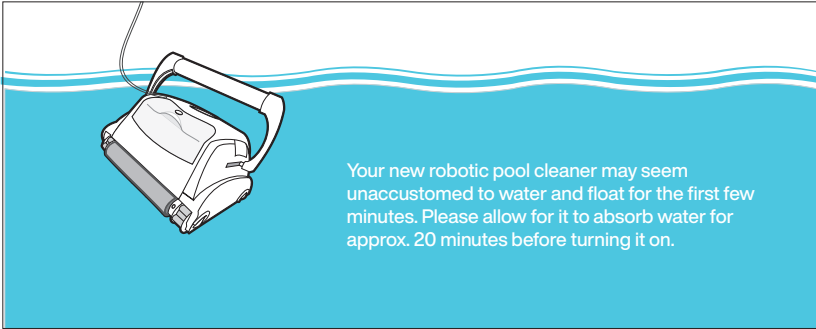 Your new robotic pool cleaner may seem
unaccustomed to water and float for the first few
minutes. Please allow for it to absorb water for
approx. 20 minutes before turning it on.